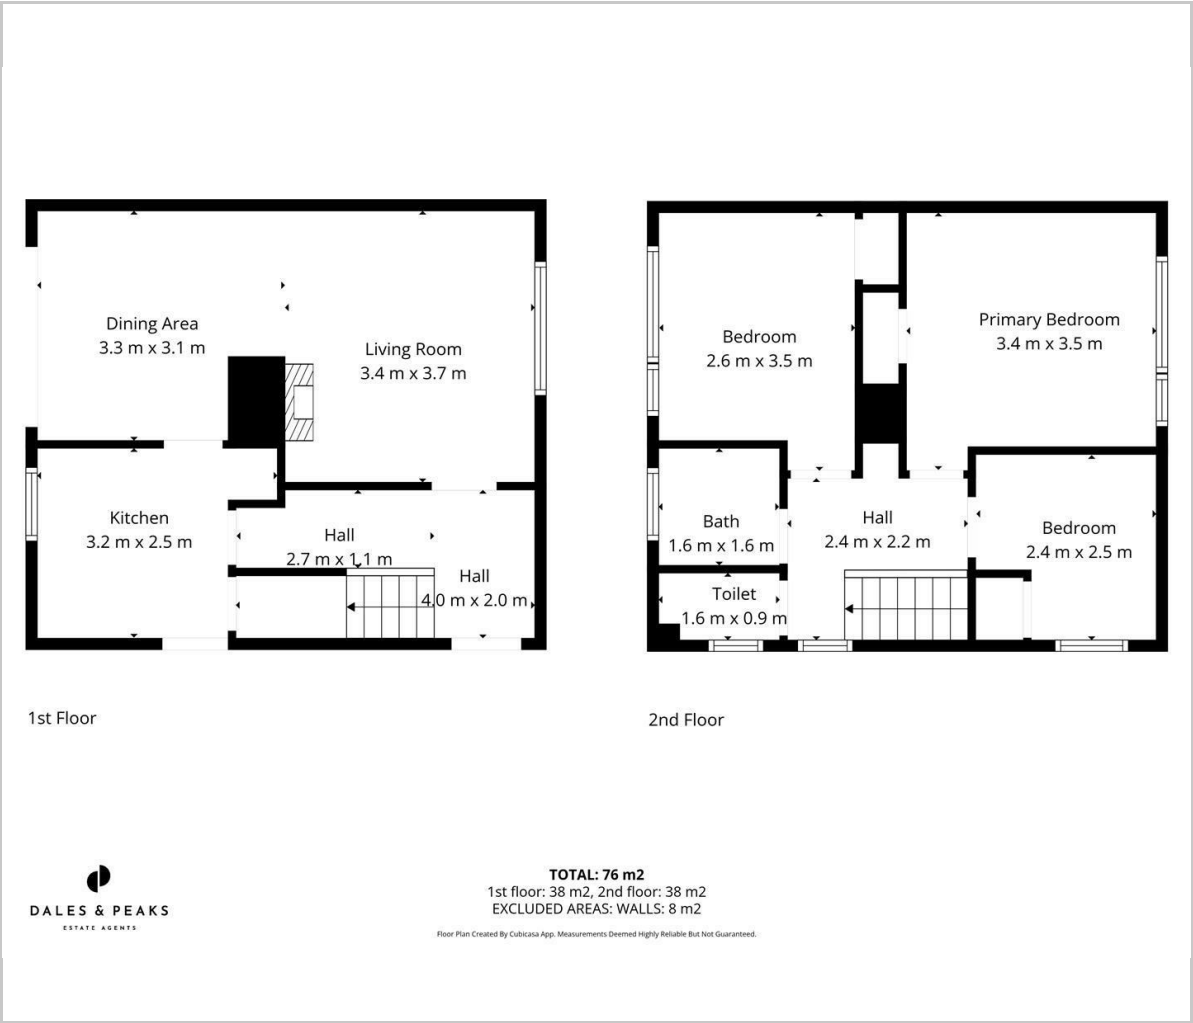 Dining Area
3.3 m x 3.1 m
Living Room
3.4 m x 3.7 m
Kitchen
3.2 m x 2.5 m
Hall
2.7 m x 1.1 m
Hall
4.0 m x 2.0 m
1st Floor
Bedroom
2.6 m x 3.5 m
Primary Bedroom
3.4 m x 3.5 m
Bath
1.6 m x 1.6 m
Hall
2.4 m x 2.2 m
Bedroom
2.4 m x 2.5 m
Toilet
1.6 m x 0.9 m
2nd Floor
DALES & PEAKS
ESTATE AGENTS
TOTAL: 76 m2
1st floor: 38 m2, 2nd floor: 38 m2
EXCLUDED AREAS: WALLS: 8 m2
Floor Plan Created By Cubicasa App. Measurements Deemed Highly Reliable But Not Guaranteed.